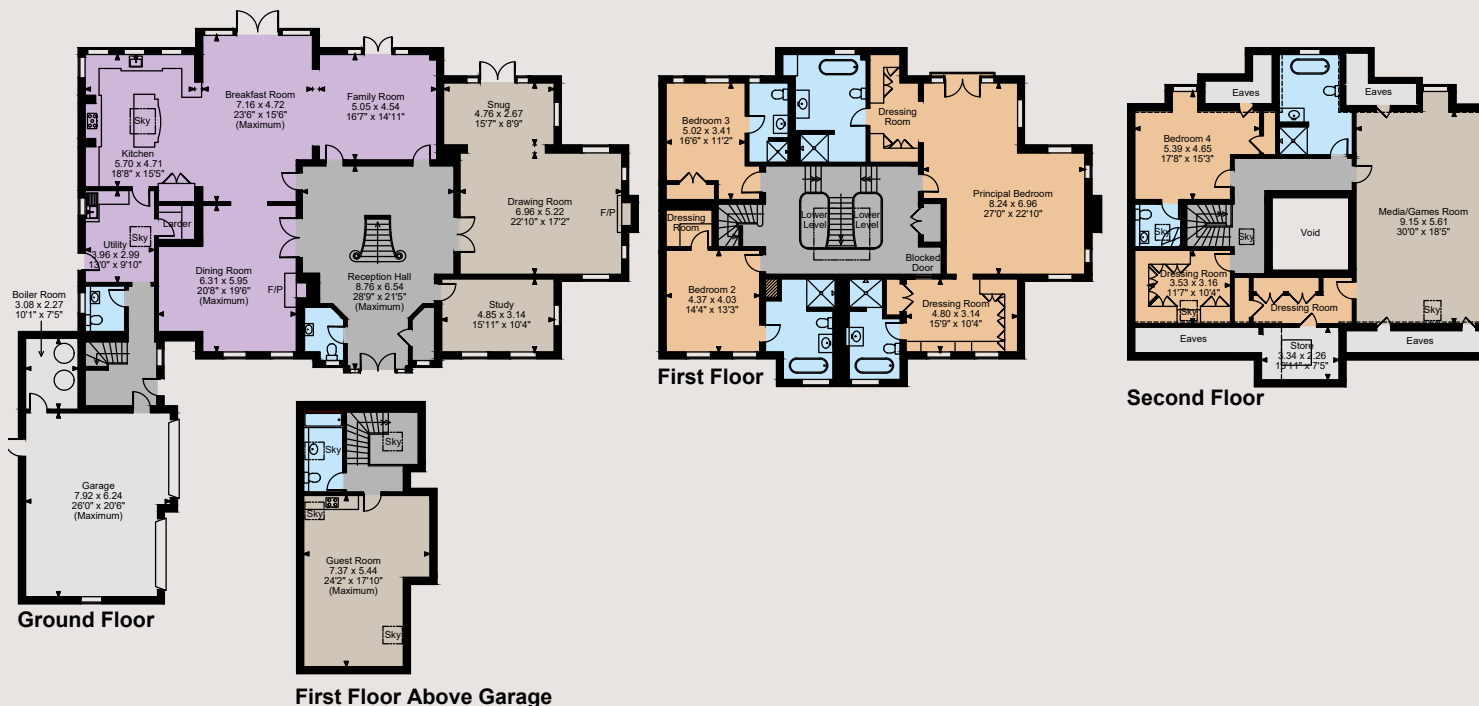 Kitchen
5.70 x 4.71
18'8" x 15'5"
Sky
Breakfast Room
7.16 x 4.72
23'6" x 15'6"
(Maximum)
Family Room
5.05 x 4.54
16'7" x 14'11"
Snug
4.76 x 2.67
15'7" x 8'9"
Drawing Room
6.96 x 5.22
22'10" x 17'2"
F/P
Larder
Sky
Utility
3.96 x 2.99
13'0" x 9'10"
Dining Room
6.31 x 5.95
20'8" x 19'6"
(Maximum)
F/P
Reception Hall
8.76 x 6.54
28'9" x 21'5"
(Maximum)
Study
4.85 x 3.14
15'11" x 10'4"
Boiler Room
3.08 x 2.27
10'1" x 7'5"
Garage
7.92 x 6.24
26'0" x 20'6"
(Maximum)
Ground Floor
Sky
Sky
Sky
Guest Room
7.37 x 5.44
24'2" x 17'10"
(Maximum)
Sky
First Floor Above Garage
Bedroom 3
5.02 x 3.41
16'6" x 11'2"
Dressing
Room
Principal Bedroom
8.24 x 6.96
27'0" x 22'10"
Dressing
Room
Lower
Level
Lower
Level
Blocked
Door
Bedroom 2
4.37 x 4.03
14'4" x 13'3"
Dressing Room
4.80 x 3.14
15'9" x 10'4"
First Floor
Eaves
Eaves
Bedroom 4
5.39 x 4.65
17'8" x 15'3"
Media/Games Room
9.15 x 5.61
30'0" x 18'5"
Sky
Sky
Void
Dressing Room
3.53 x 3.16
11'7" x 10'4"
Sky
Dressing Room
Sky
Eaves
Store
3.34 x 2.26
10'11" x 7'5"
Eaves
Second Floor